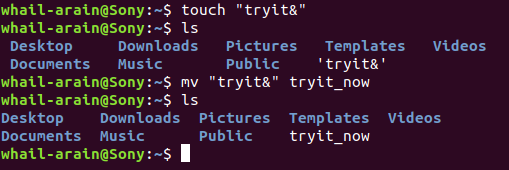 whail-arain@Sony:~$ touch "tryit&"
whail-arain@Sony:~$ ls
 Desktop     Downloads   Pictures   Templates   Videos
 Documents   Music       Public    'tryit&'
whail-arain@Sony:~$ mv "tryit&" tryit_now
whail-arain@Sony:~$ ls
Desktop    Downloads  Pictures  Templates  Videos
Documents  Music      Public    tryit_now
whail-arain@Sony:~$